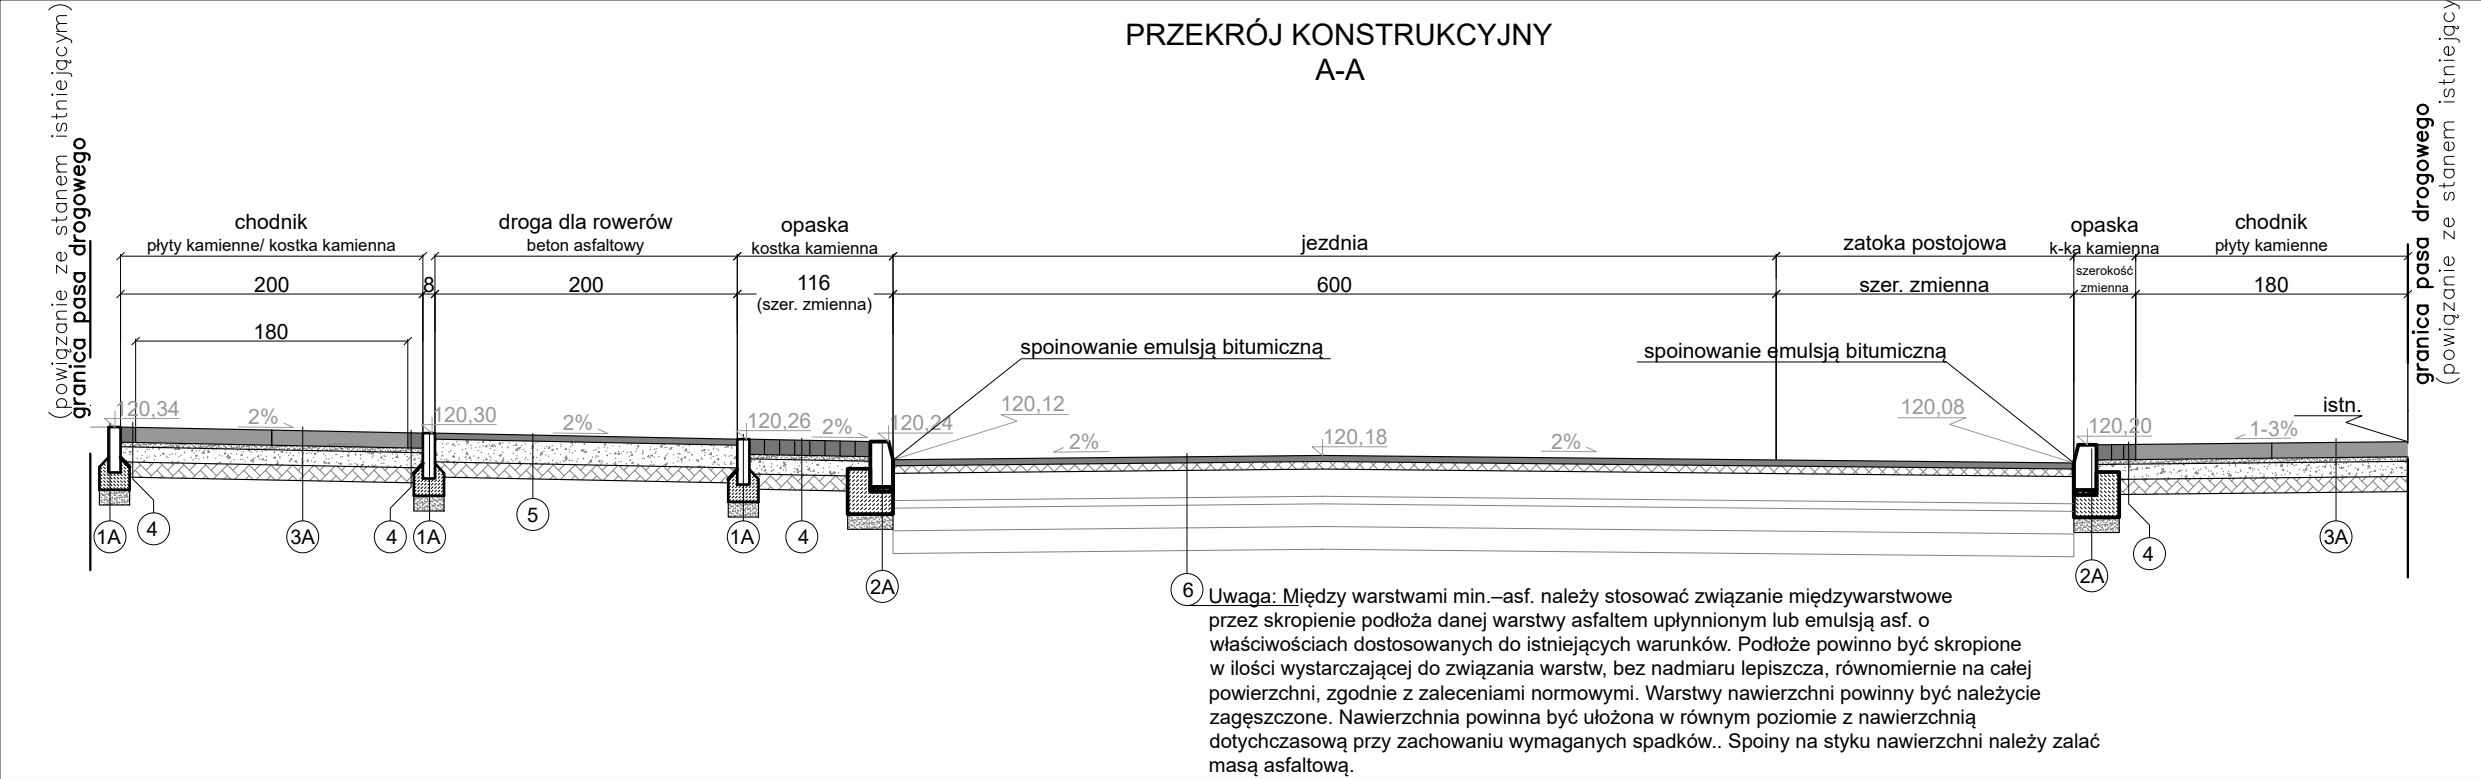 PRZEKRÓJ KONSTRUKCYJNY
A-A
(powiązanie ze stanem istniejącym)
granica pasa drogowego
chodnik
płyty kamienne/ kostka kamienna
droga dla rowerów
beton asfaltowy
opaska
kostka kamienna
jezdnia
zatoka postojowa
opaska
k-ka kamienna
chodnik
płyty kamienne
granica pasa drogowego
(powiązanie ze stanem istniejący
200
8
200
116
(szer. zmienna)
600
szer. zmienna
szerokość
zmienna
180
180
spoinowanie emulsją bitumiczną
spoinowanie emulsją bitumiczną
120,34
2%
120,30
2%
120,26
2%
120,24
120,12
2%
120,18
2%
120,08
120,20
1-3%
istn.
1A
4
3A
4
1A
5
1A
4
2A
6
2A
4
3A
Uwaga: Między warstwami min.–asf. należy stosować związanie międzywarstwowe
przez skropienie podłoża danej warstwy asfaltem upłynnionym lub emulsją asf. o
właściwościach dostosowanych do istniejących warunków. Podłoże powinno być skropione
w ilości wystarczającej do związania warstw, bez nadmiaru lepiszcza, równomiernie na całej
powierzchni, zgodnie z zaleceniami normowymi. Warstwy nawierzchni powinny być należycie
zagęszczone. Nawierzchnia powinna być ułożona w równym poziomie z nawierzchnią
dotychczasową przy zachowaniu wymaganych spadków.. Spoiny na styku nawierzchni należy zalać
masą asfaltową.